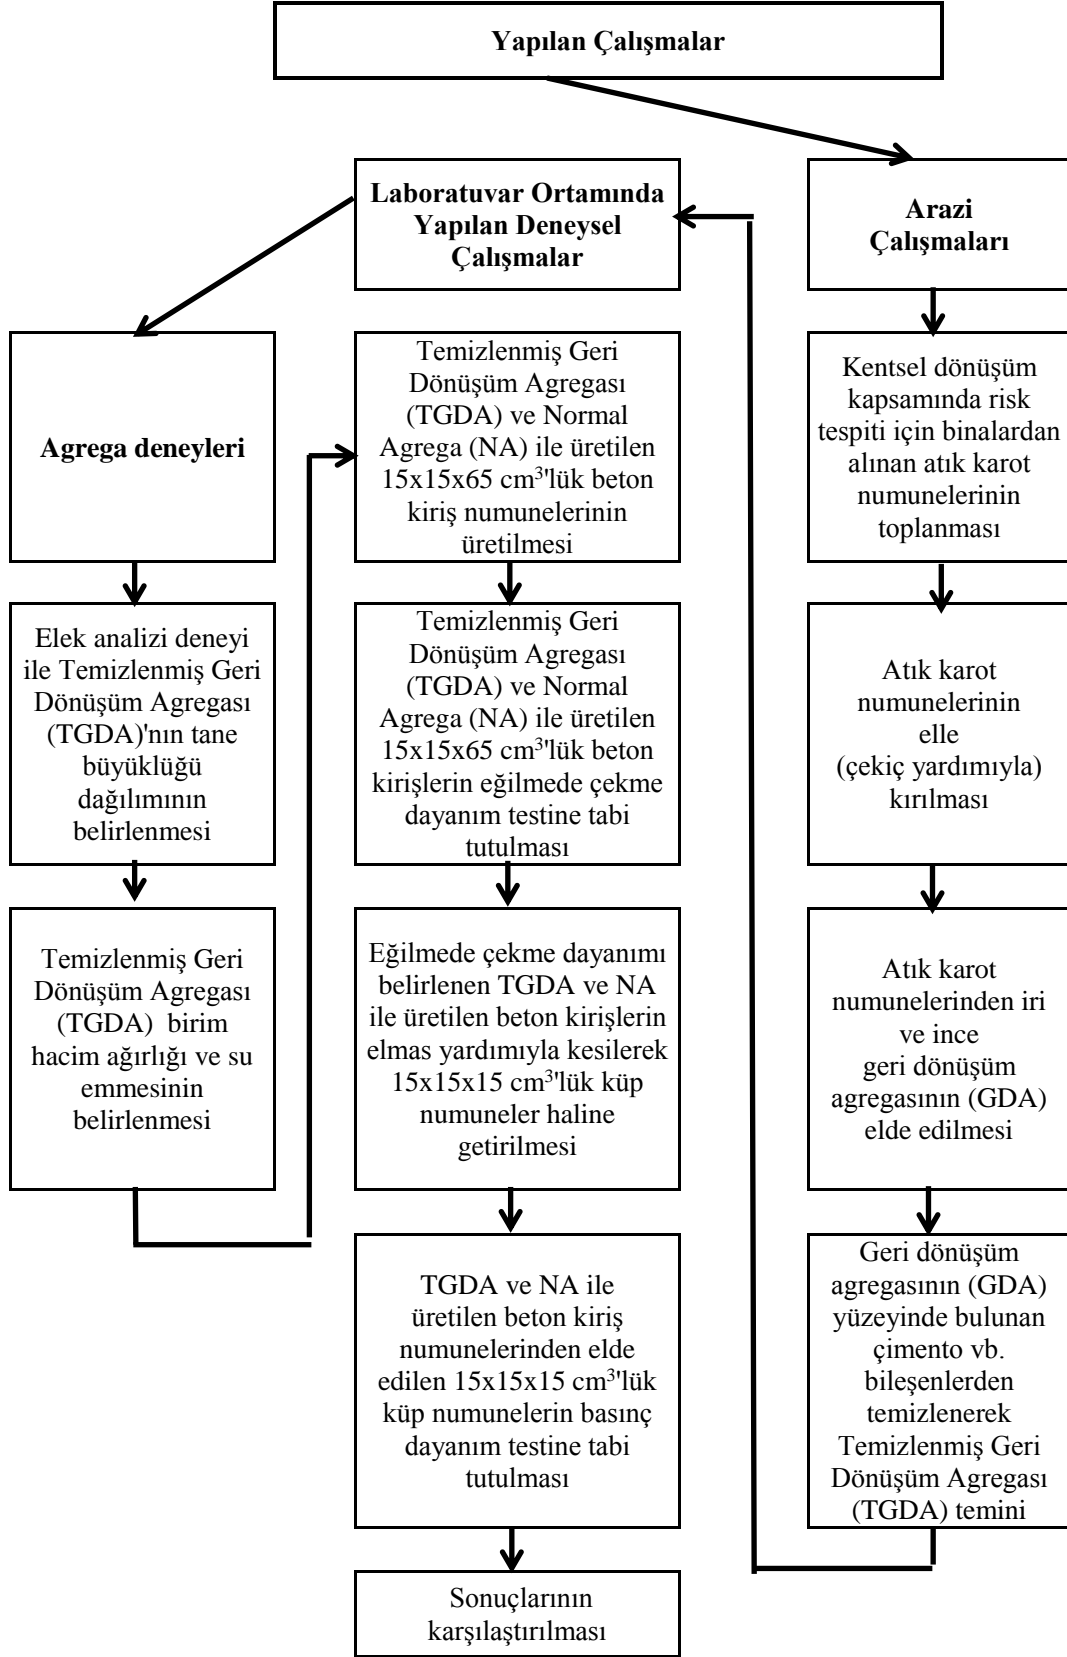 Yapılan Çalışmalar
Arazi
Çalışmaları
Kentsel dönüşüm
kapsamında risk
tespiti için binalardan
alınan atık karot
numunelerinin
toplanması
Atık karot
numunelerinin
elle
(çekiç yardımıyla)
kırılması
Atık karot
numunelerinden iri
ve ince
geri dönüşüm
agregasının (GDA)
elde edilmesi
Geri dönüşüm
agregasının (GDA)
yüzeyinde bulunan
çimento vb.
bileşenlerden
temizlenerek
Temizlenmiş Geri
Dönüşüm Agregası
(TGDA) temini
Laboratuvar Ortamında
Yapılan Deneysel
Çalışmalar
Agrega deneyleri
Elek analizi deneyi
ile Temizlenmiş Geri
Dönüşüm Agregası
(TGDA)'nın tane
büyüklüğü
dağılımının
belirlenmesi
Temizlenmiş Geri
Dönüşüm Agregası
(TGDA) birim
hacim ağırlığı ve su
emmesinin
belirlenmesi
Temizlenmiş Geri
Dönüşüm Agregası
(TGDA) ve Normal
Agrega (NA) ile üretilen
15x15x65 cm³'lük beton
kiriş numunelerinin
üretilmesi
Temizlenmiş Geri
Dönüşüm Agregası
(TGDA) ve Normal
Agrega (NA) ile üretilen
15x15x65 cm³'lük beton
kirişlerin eğilmede çekme
dayanım testine tabi
tutulması
Eğilmede çekme dayanımı
belirlenen TGDA ve NA
ile üretilen beton kirişlerin
elmas yardımıyla kesilerek
15x15x15 cm³'lük küp
numuneler haline
getirilmesi
TGDA ve NA ile
üretilen beton kiriş
numunelerinden elde
edilen 15x15x15 cm³'lük
küp numunelerin basınç
dayanım testine tabi
tutulması
Sonuçlarının
karşılaştırılması